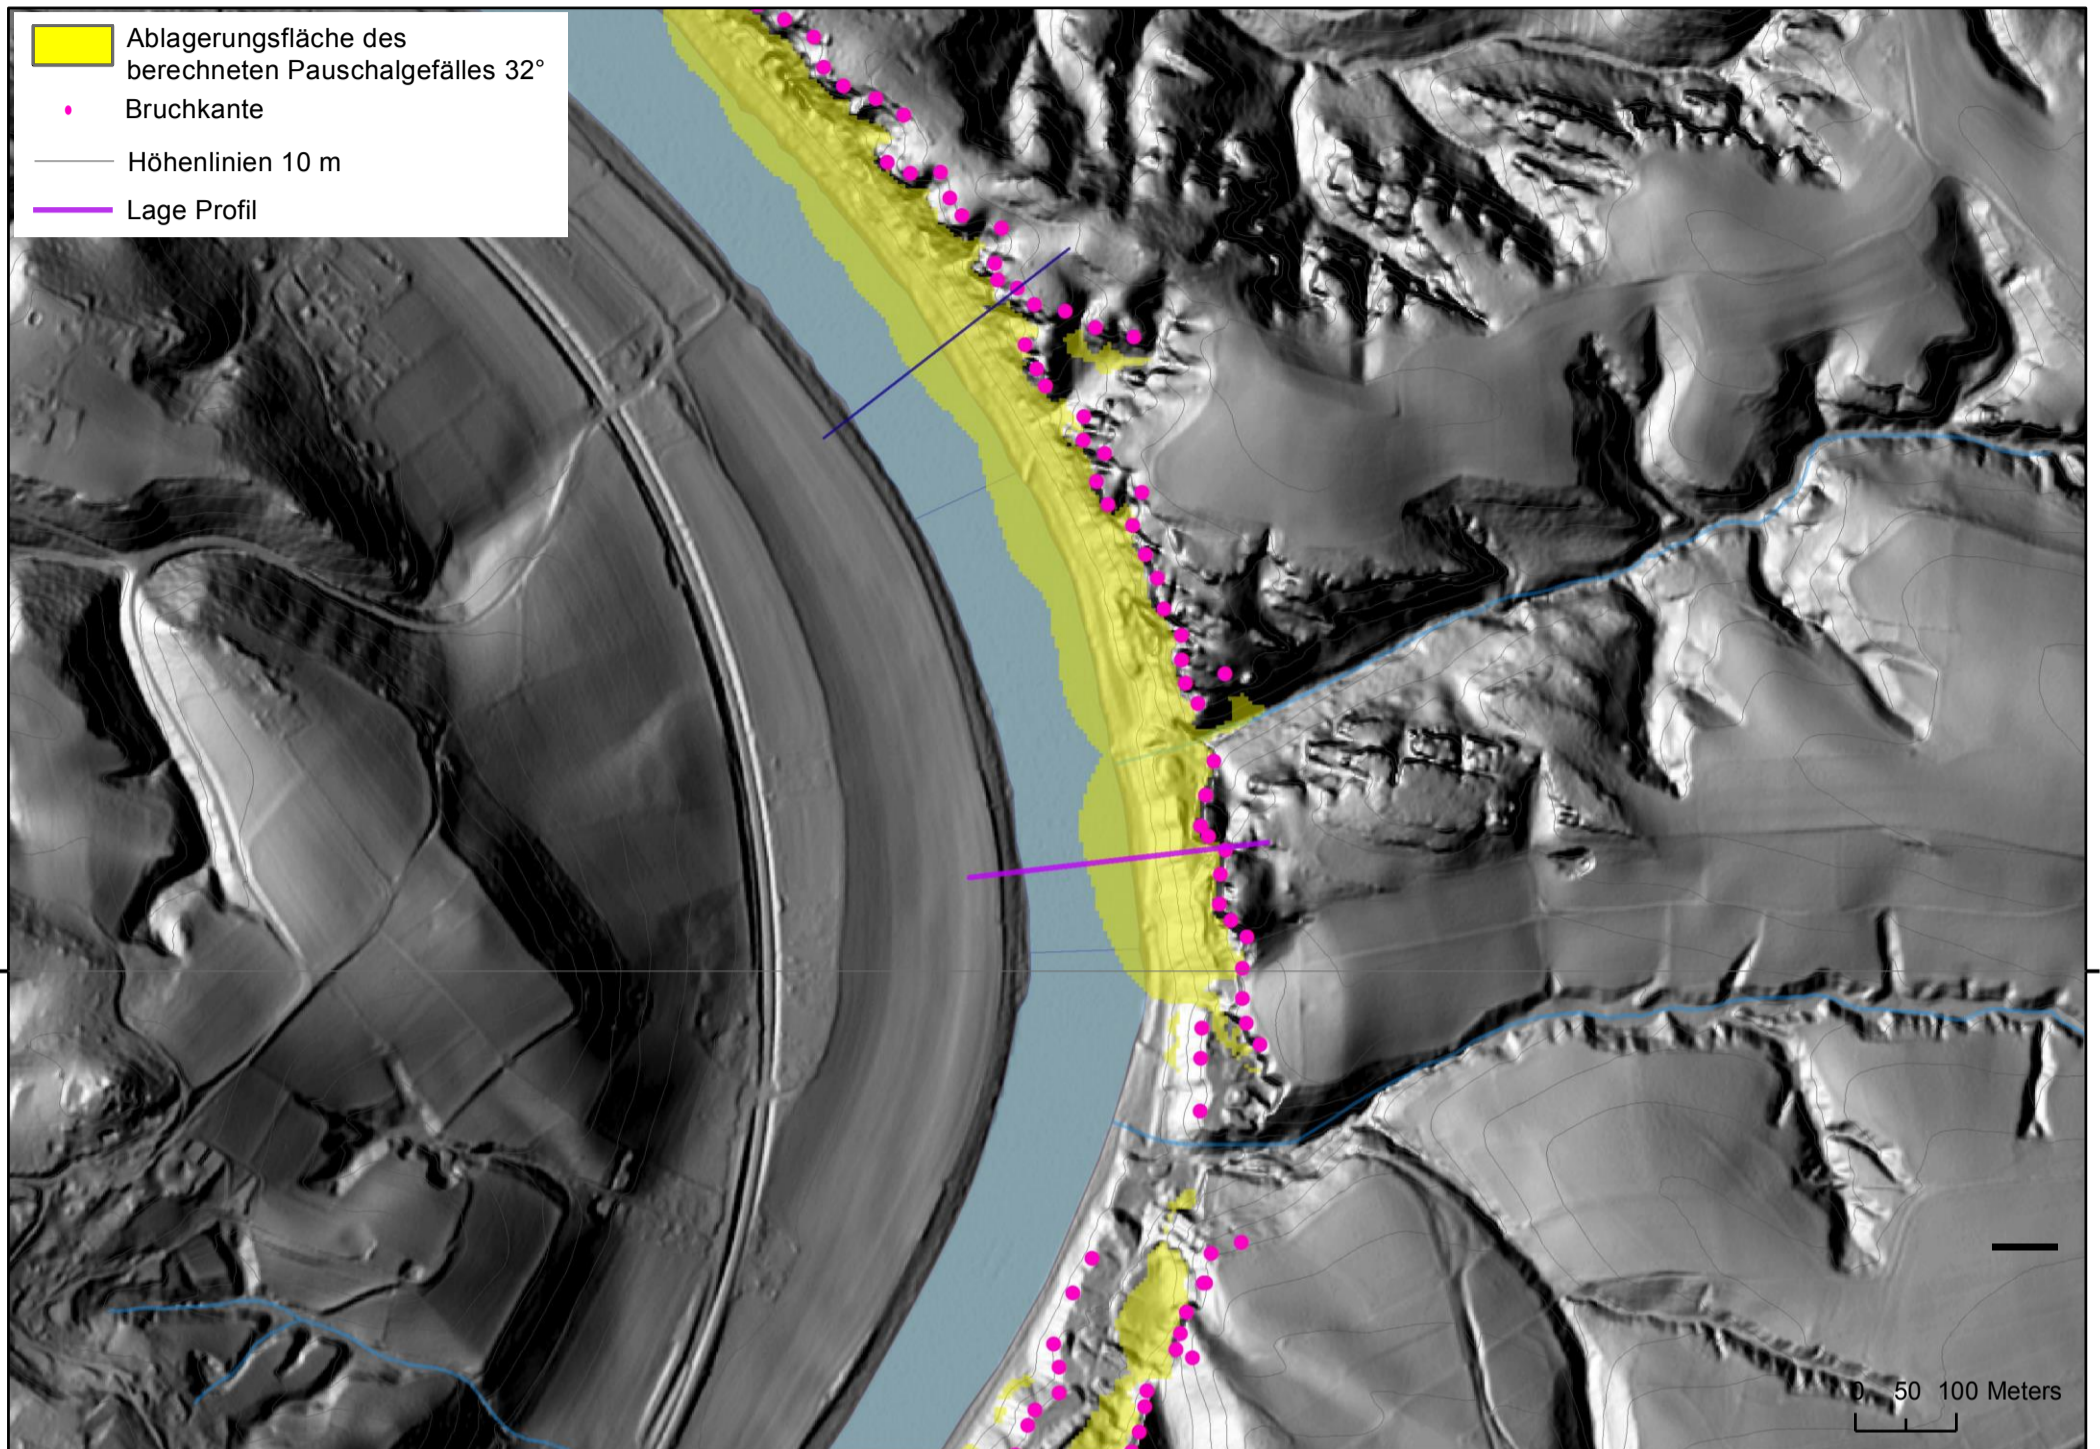 Ablagerungsfläche des
berechneten Pauschalgefälles 32°
Bruchkante
Höhenlinien 10 m
Lage Profil
0 50 100 Meters